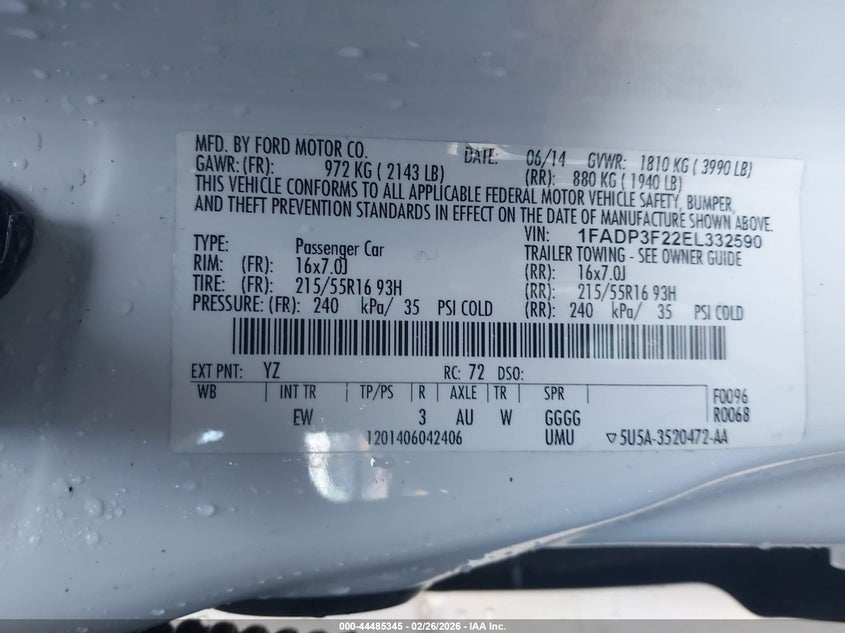 MFD. BY FORD MOTOR CO. DATE: 06/14 GVWR: 1810 KG ( 3990 LB)
GAWR: (FR): 972 KG ( 2143 LB) (RR): 880 KG ( 1940 LB)
THIS VEHICLE CONFORMS TO ALL APPLICABLE FEDERAL MOTOR VEHICLE SAFETY, BUMPER,
AND THEFT PREVENTION STANDARDS IN EFFECT ON THE DATE OF MANUFACTURE SHOWN ABOVE.
VIN: 1FADP3F22EL332590
TYPE: Passenger Car TRAILER TOWING - SEE OWNER GUIDE
RIM: (FR): 16x7.0J (RR): 16x7.0J
TIRE: (FR): 215/55R16 93H (RR): 215/55R16 93H
PRESSURE: (FR): 240 kPa/ 35 PSI COLD (RR): 240 kPa/ 35 PSI COLD
EXT PNT: YZ RC: 72 DSO:
WB INT TR TP/PS R AXLE TR SPR F0096
EW 3 AU W GGGG R0068
1201406042406 UMU ▽5U5A-3520472-AA
000-44485345 - 02/26/2026 - IAA Inc.